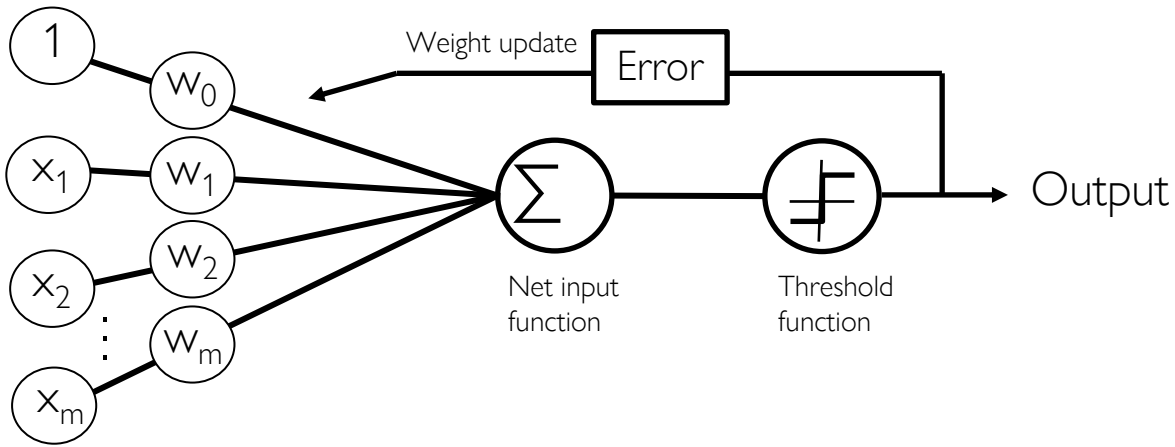 1
w0
Weight update
Error
x1
w1
Σ
Output
x2
w2
Net input
function
Threshold
function
wm
xm